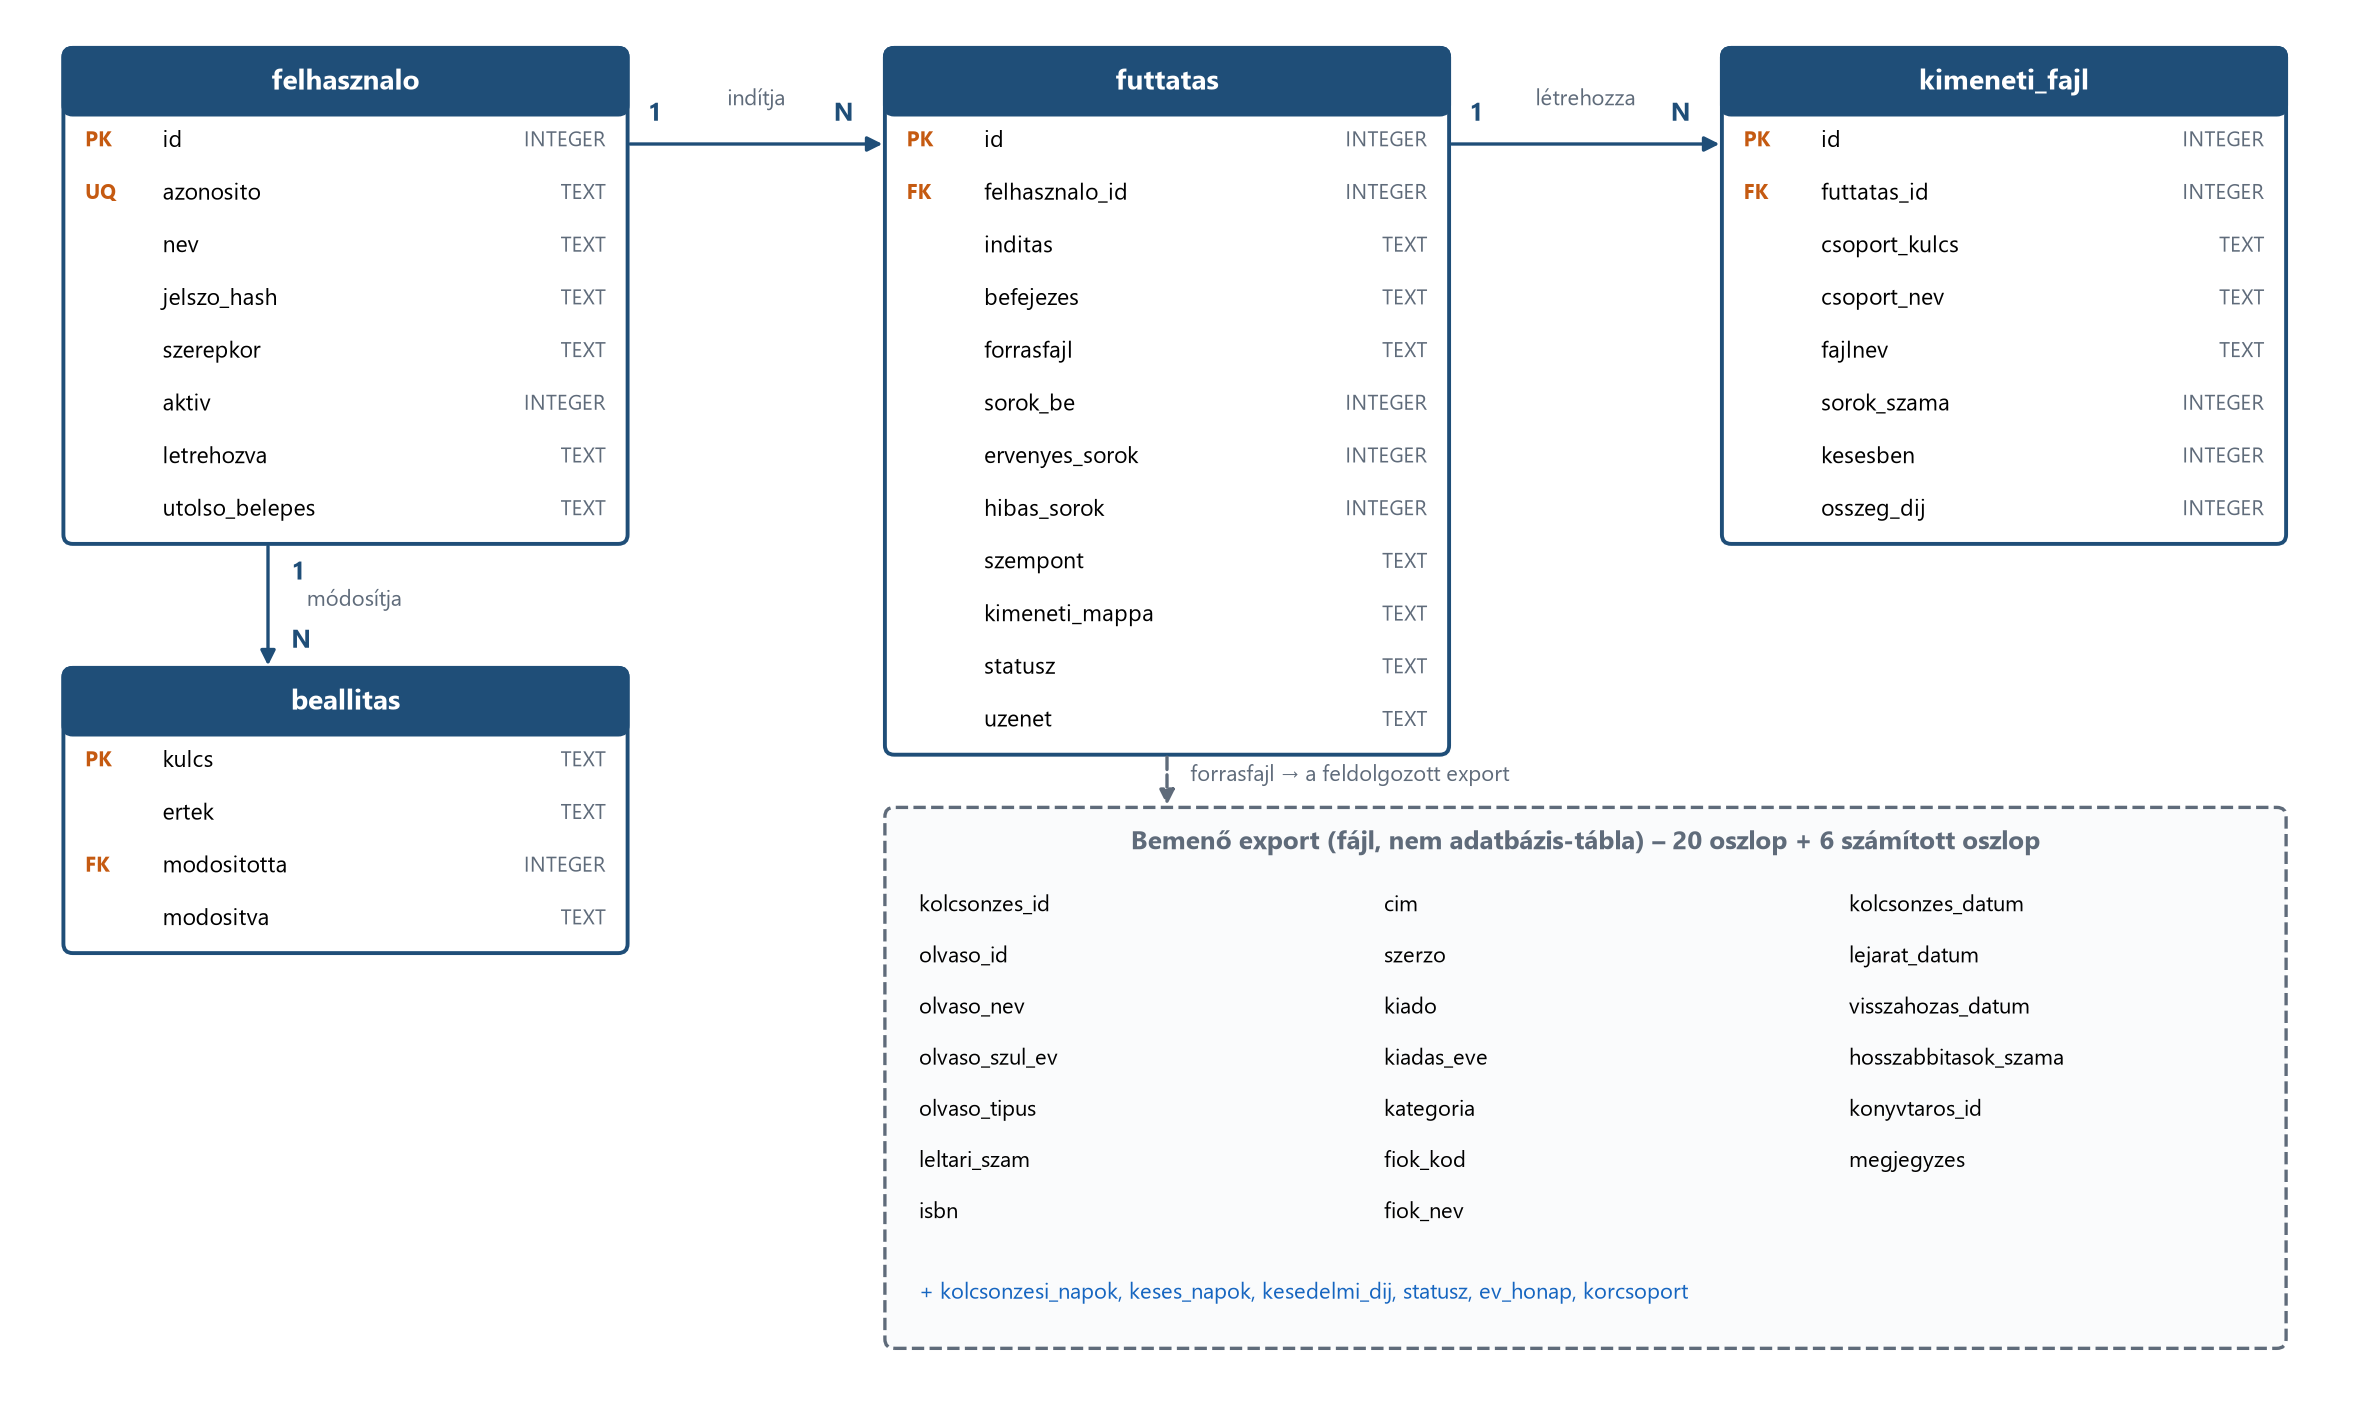 felhasznalo
PK id INTEGER
UQ azonosito TEXT
nev TEXT
jelszo_hash TEXT
szerepkor TEXT
aktiv INTEGER
letrehozva TEXT
utolso_belepes TEXT
1 indítja N
futtatas
PK id INTEGER
FK felhasznalo_id INTEGER
inditas TEXT
befejezes TEXT
forrasfajl TEXT
sorok_be INTEGER
ervenyes_sorok INTEGER
hibas_sorok INTEGER
szempont TEXT
kimeneti_mappa TEXT
statusz TEXT
uzenet TEXT
1 létrehozza N
kimeneti_fajl
PK id INTEGER
FK futtatas_id INTEGER
csoport_kulcs TEXT
csoport_nev TEXT
fajlnev TEXT
sorok_szama INTEGER
kesesben INTEGER
osszeg_dij INTEGER
1
módosítja
N
beallitas
PK kulcs TEXT
ertek TEXT
FK modositotta INTEGER
modositva TEXT
forrasfajl → a feldolgozott export
Bemenő export (fájl, nem adatbázis-tábla) – 20 oszlop + 6 számított oszlop
kolcsonzes_id
olvaso_id
olvaso_nev
olvaso_szul_ev
olvaso_tipus
leltari_szam
isbn
cim
szerzo
kiado
kiadas_eve
kategoria
fiok_kod
fiok_nev
kolcsonzes_datum
lejarat_datum
visszahozas_datum
hosszabbitasok_szama
konyvtaros_id
megjegyzes
+ kolcsonzesi_napok, keses_napok, kesedelmi_dij, statusz, ev_honap, korcsoport